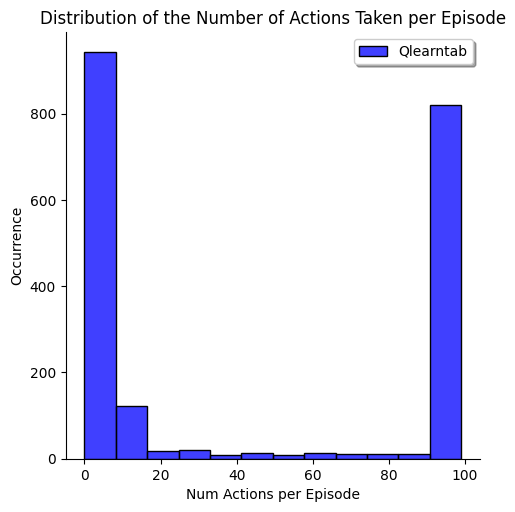 Distribution of the Number of Actions Taken per Episode
Qlearntab
Occurrence
800
600
400
200
0
0 20 40 60 80 100
Num Actions per Episode